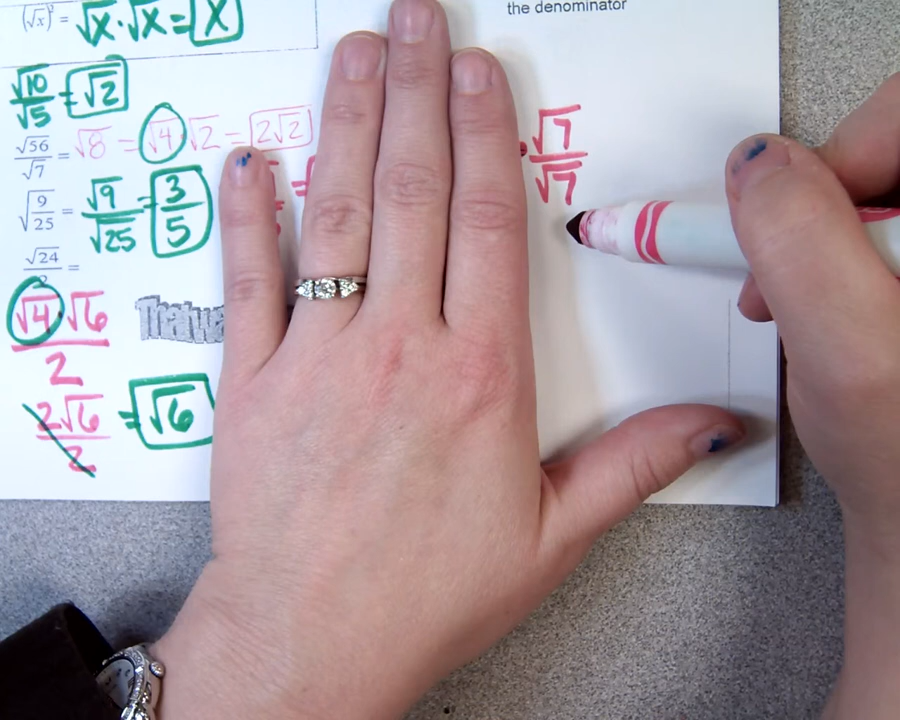 (√x)² = √x · √x = x
the denominator
√10/√5 = √2
√56/√7 = √8 = √4 √2 = 2√2
√7/√7
√9/25 = √9/√25 = 3/5
√24/2 =
√4 √6/2
2√6/2 = √6